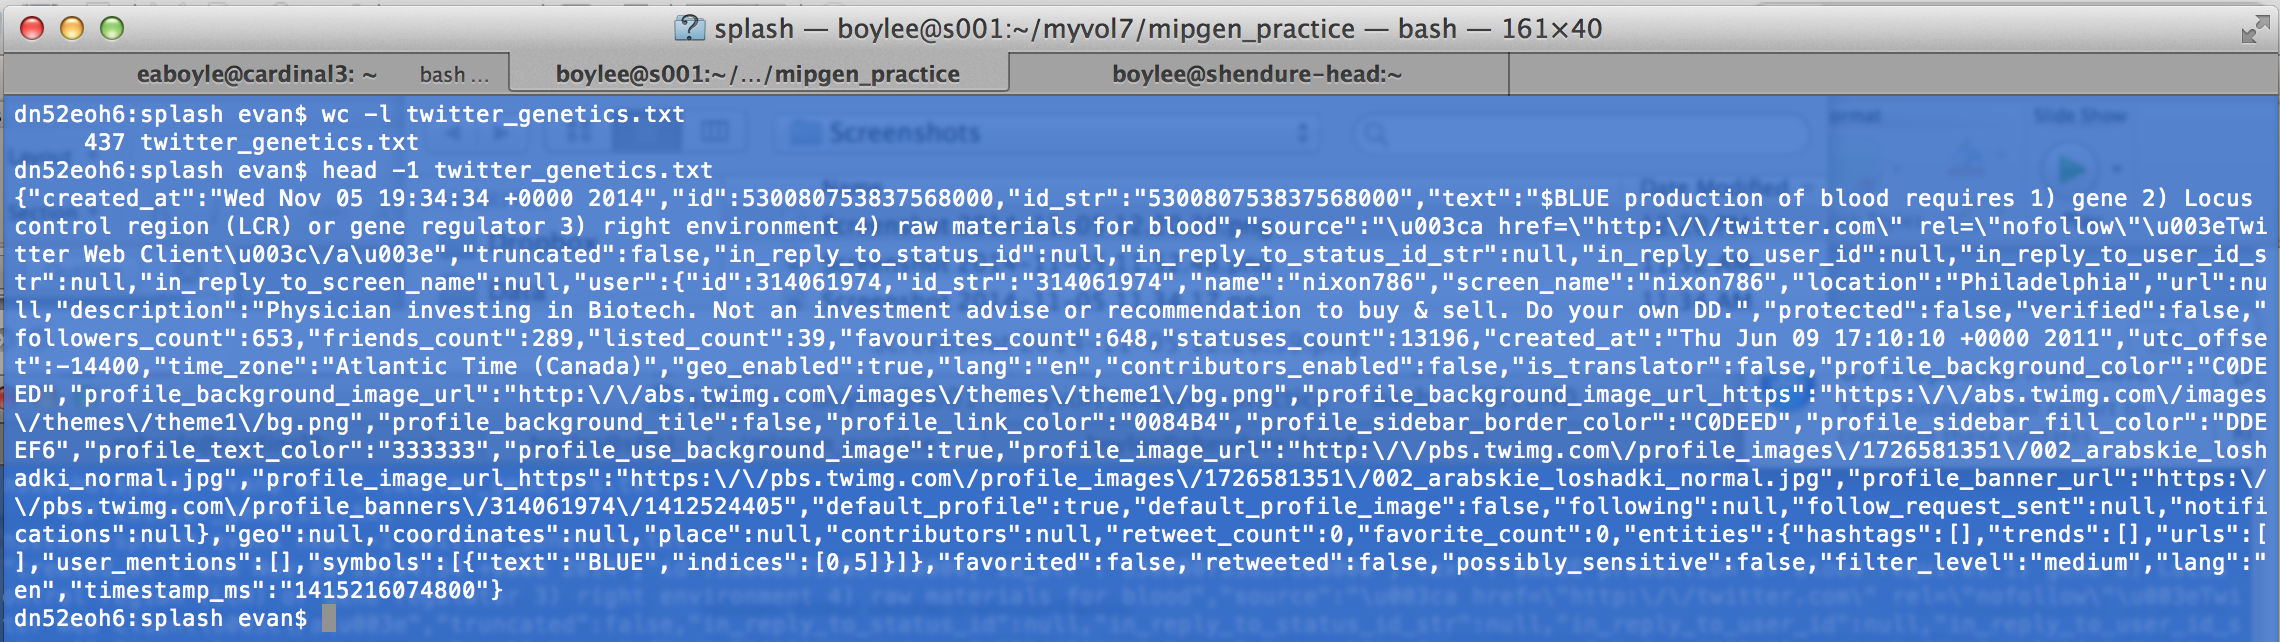 splash — boylee@s001:~/myvol7/mipgen_practice — bash — 161×40
eaboyle@cardinal3: ~ bash ... boylee@s001:~/.../mipgen_practice boylee@shendure-head:~
dn52eoh6:splash evan$ wc -l twitter_genetics.txt
437 twitter_genetics.txt
dn52eoh6:splash evan$ head -1 twitter_genetics.txt
{"created_at":"Wed Nov 05 19:34:34 +0000 2014","id":530080753837568000,"id_str":"530080753837568000","text":"$BLUE production of blood requires 1) gene 2) Locus
control region (LCR) or gene regulator 3) right environment 4) raw materials for blood","source":"\u003ca href=\"http:\/\/twitter.com\" rel=\"nofollow\"\u003eTwi
tter Web Client\u003c\/a\u003e","truncated":false,"in_reply_to_status_id":null,"in_reply_to_status_id_str":null,"in_reply_to_user_id":null,"in_reply_to_user_id_s
tr":null,"in_reply_to_screen_name":null,"user":{"id":314061974,"id_str":"314061974","name":"nixon786","screen_name":"nixon786","location":"Philadelphia","url":nu
ll,"description":"Physician investing in Biotech. Not an investment advise or recommendation to buy & sell. Do your own DD.","protected":false,"verified":false,"
followers_count":653,"friends_count":289,"listed_count":39,"favourites_count":648,"statuses_count":13196,"created_at":"Thu Jun 09 17:10:10 +0000 2011","utc_offse
t":-14400,"time_zone":"Atlantic Time (Canada)","geo_enabled":true,"lang":"en","contributors_enabled":false,"is_translator":false,"profile_background_color":"C0DE
ED","profile_background_image_url":"http:\/\/abs.twimg.com\/images\/themes\/theme1\/bg.png","profile_background_image_url_https":"https:\/\/abs.twimg.com\/images
\/themes\/theme1\/bg.png","profile_background_tile":false,"profile_link_color":"0084B4","profile_sidebar_border_color":"C0DEED","profile_sidebar_fill_color":"DDE
EF6","profile_text_color":"333333","profile_use_background_image":true,"profile_image_url":"http:\/\/pbs.twimg.com\/profile_images\/1726581351\/002_arabskie_losh
adki_normal.jpg","profile_image_url_https":"https:\/\/pbs.twimg.com\/profile_images\/1726581351\/002_arabskie_loshadki_normal.jpg","profile_banner_url":"https:\/
\/pbs.twimg.com\/profile_banners\/314061974\/1412524405","default_profile":true,"default_profile_image":false,"following":null,"follow_request_sent":null,"notifi
cations":null},"geo":null,"coordinates":null,"place":null,"contributors":null,"retweet_count":0,"favorite_count":0,"entities":{"hashtags":[],"trends":[],"urls":[
],"user_mentions":[],"symbols":[{"text":"BLUE","indices":[0,5]}]},"favorited":false,"retweeted":false,"possibly_sensitive":false,"filter_level":"medium","lang":"
en","timestamp_ms":"1415216074800"}
dn52eoh6:splash evan$
Screenshots
Slide Show
Date Modified
Dropbox
Data